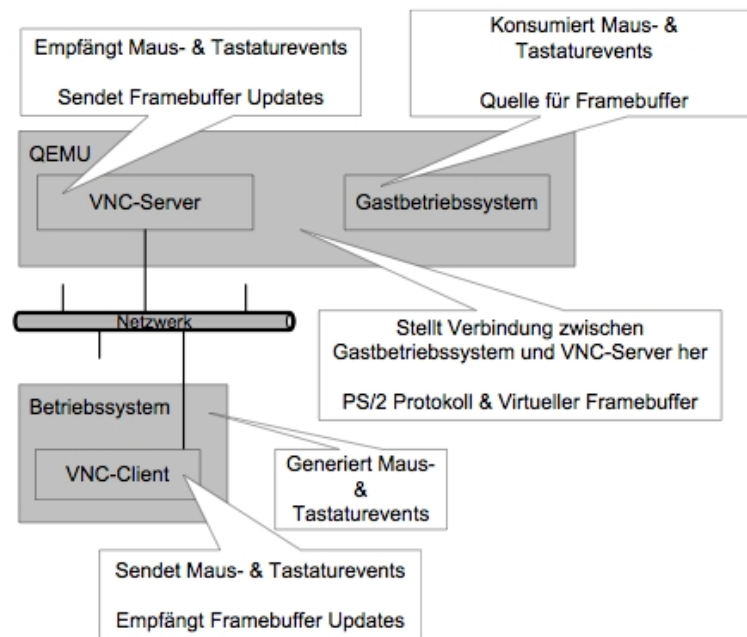 Empfängt Maus- & Tastaturevents
Sendet Framebuffer Updates
Konsumiert Maus- &
Tastaturevents
Quelle für Framebuffer
QEMU
VNC-Server
Gastbetriebssystem
Netzwerk
Stellt Verbindung zwischen
Gastbetriebssystem und VNC-Server her
PS/2 Protokoll & Virtueller Framebuffer
Betriebssystem
VNC-Client
Generiert Maus-
&
Tastaturevents
Sendet Maus- & Tastaturevents
Empfängt Framebuffer Updates